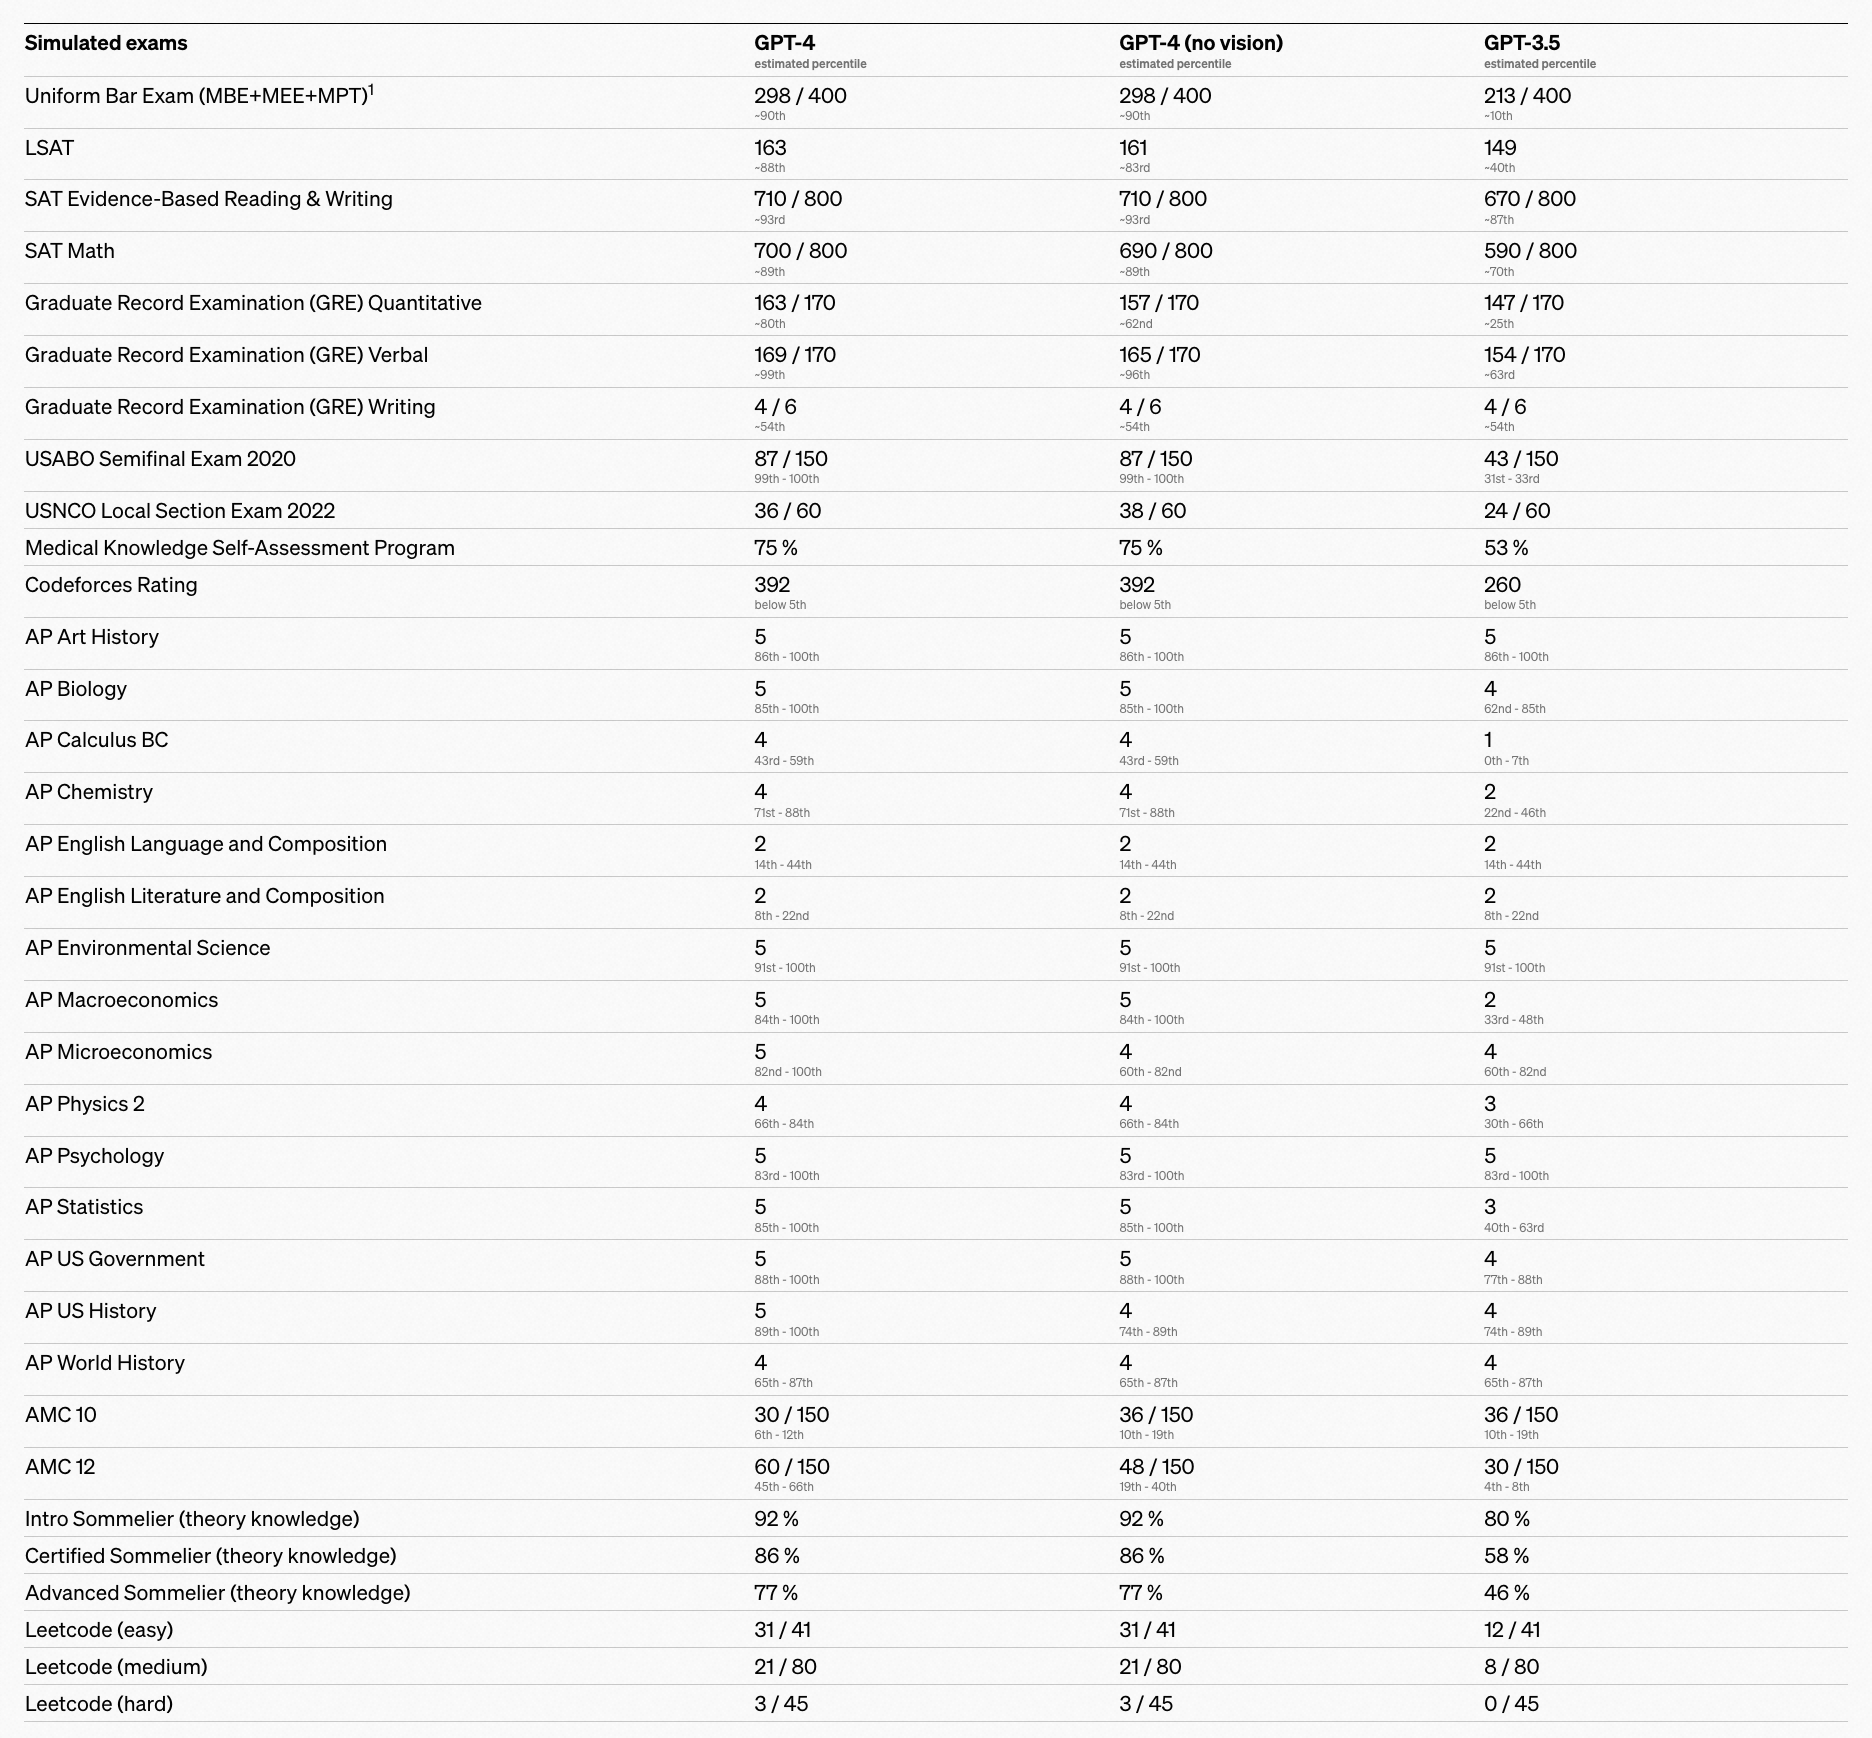 Simulated exams GPT-4 GPT-4 (no vision) GPT-3.5
estimated percentile estimated percentile estimated percentile
Uniform Bar Exam (MBE+MEE+MPT)1 298 / 400 298 / 400 213 / 400
~90th ~90th ~10th
LSAT 163 161 149
~88th ~83rd ~40th
SAT Evidence-Based Reading & Writing 710 / 800 710 / 800 670 / 800
~93rd ~93rd ~87th
SAT Math 700 / 800 690 / 800 590 / 800
~89th ~89th ~70th
Graduate Record Examination (GRE) Quantitative 163 / 170 157 / 170 147 / 170
~80th ~62nd ~25th
Graduate Record Examination (GRE) Verbal 169 / 170 165 / 170 154 / 170
~99th ~96th ~63rd
Graduate Record Examination (GRE) Writing 4 / 6 4 / 6 4 / 6
~54th ~54th ~54th
USABO Semifinal Exam 2020 87 / 150 87 / 150 43 / 150
99th - 100th 99th - 100th 31st - 33rd
USNCO Local Section Exam 2022 36 / 60 38 / 60 24 / 60
Medical Knowledge Self-Assessment Program 75 % 75 % 53 %
Codeforces Rating 392 392 260
below 5th below 5th below 5th
AP Art History 5 5 5
86th - 100th 86th - 100th 86th - 100th
AP Biology 5 5 4
85th - 100th 85th - 100th 62nd - 85th
AP Calculus BC 4 4 1
43rd - 59th 43rd - 59th 0th - 7th
AP Chemistry 4 4 2
71st - 88th 71st - 88th 22nd - 46th
AP English Language and Composition 2 2 2
14th - 44th 14th - 44th 14th - 44th
AP English Literature and Composition 2 2 2
8th - 22nd 8th - 22nd 8th - 22nd
AP Environmental Science 5 5 5
91st - 100th 91st - 100th 91st - 100th
AP Macroeconomics 5 5 2
84th - 100th 84th - 100th 33rd - 48th
AP Microeconomics 5 4 4
82nd - 100th 60th - 82nd 60th - 82nd
AP Physics 2 4 4 3
66th - 84th 66th - 84th 30th - 66th
AP Psychology 5 5 5
83rd - 100th 83rd - 100th 83rd - 100th
AP Statistics 5 5 3
85th - 100th 85th - 100th 40th - 63rd
AP US Government 5 5 4
88th - 100th 88th - 100th 77th - 88th
AP US History 5 4 4
89th - 100th 74th - 89th 74th - 89th
AP World History 4 4 4
65th - 87th 65th - 87th 65th - 87th
AMC 10 30 / 150 36 / 150 36 / 150
6th - 12th 10th - 19th 10th - 19th
AMC 12 60 / 150 48 / 150 30 / 150
45th - 66th 19th - 40th 4th - 8th
Intro Sommelier (theory knowledge) 92 % 92 % 80 %
Certified Sommelier (theory knowledge) 86 % 86 % 58 %
Advanced Sommelier (theory knowledge) 77 % 77 % 46 %
Leetcode (easy) 31 / 41 31 / 41 12 / 41
Leetcode (medium) 21 / 80 21 / 80 8 / 80
Leetcode (hard) 3 / 45 3 / 45 0 / 45